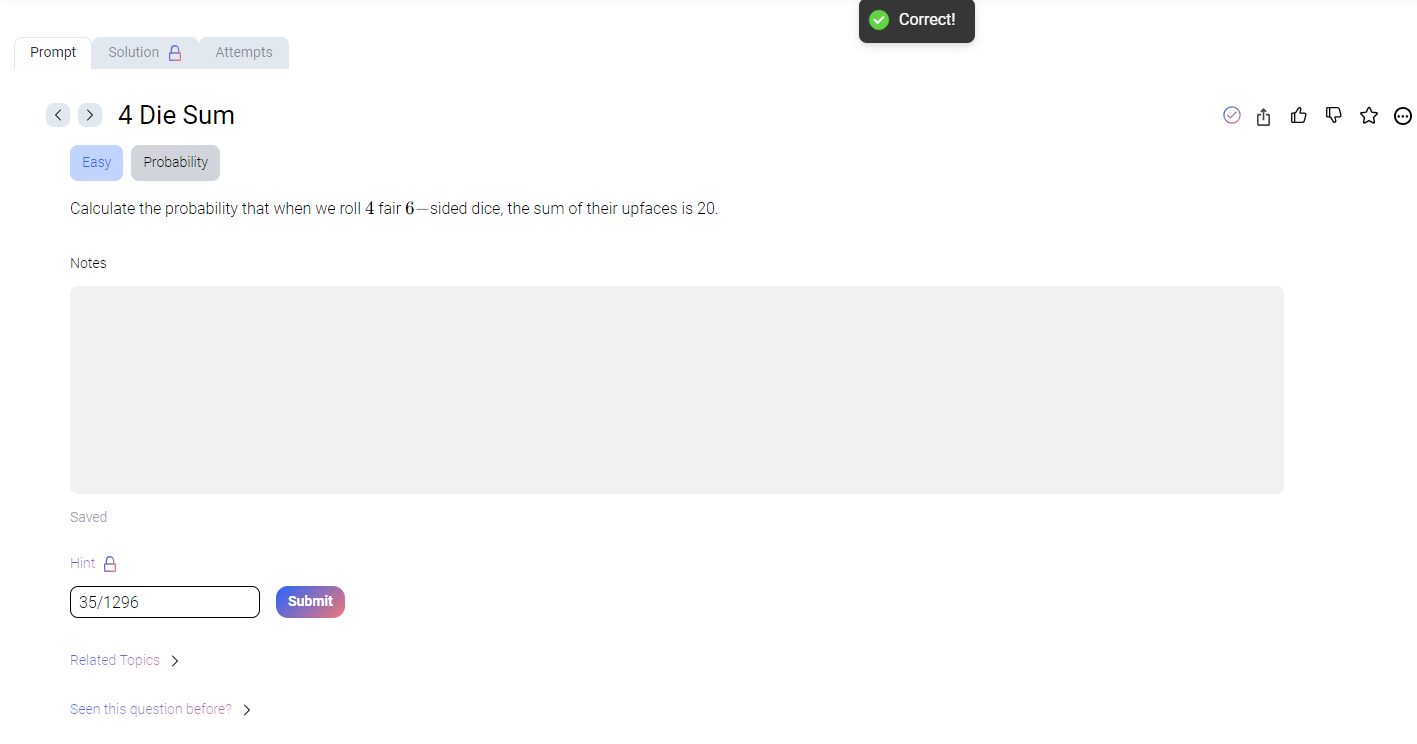 Correct!
Prompt Solution Attempts
4 Die Sum
Easy Probability
Calculate the probability that when we roll 4 fair 6−sided dice, the sum of their upfaces is 20.
Notes
Saved
Hint
35/1296 Submit
Related Topics
Seen this question before?